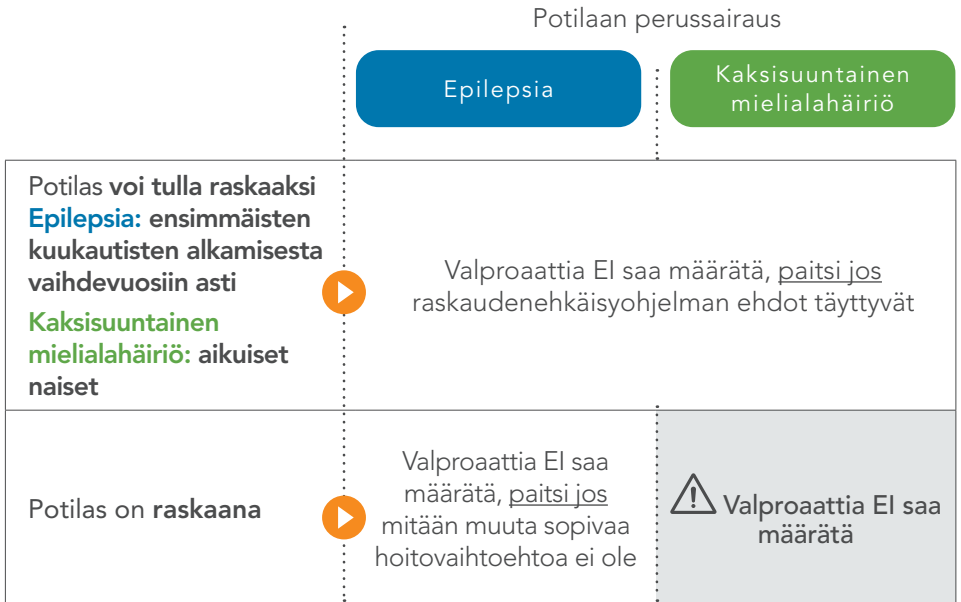 Potilaan perussairaus
Epilepsia
Kaksisuuntainen
mielialahäiriö
Potilas voi tulla raskaaksi
Epilepsia: ensimmäisten
kuukautisten alkamisesta
vaihdevuosiin asti
Kaksisuuntainen
mielialahäiriö: aikuiset
naiset
Valproaattia EI saa määrätä, paitsi jos
raskaudenehkäisyohjelman ehdot täyttyvät
Potilas on raskaana
Valproaattia EI saa
määrätä, paitsi jos
mitään muuta sopivaa
hoitovaihtoehtoa ei ole
Valproaattia EI saa
määrätä